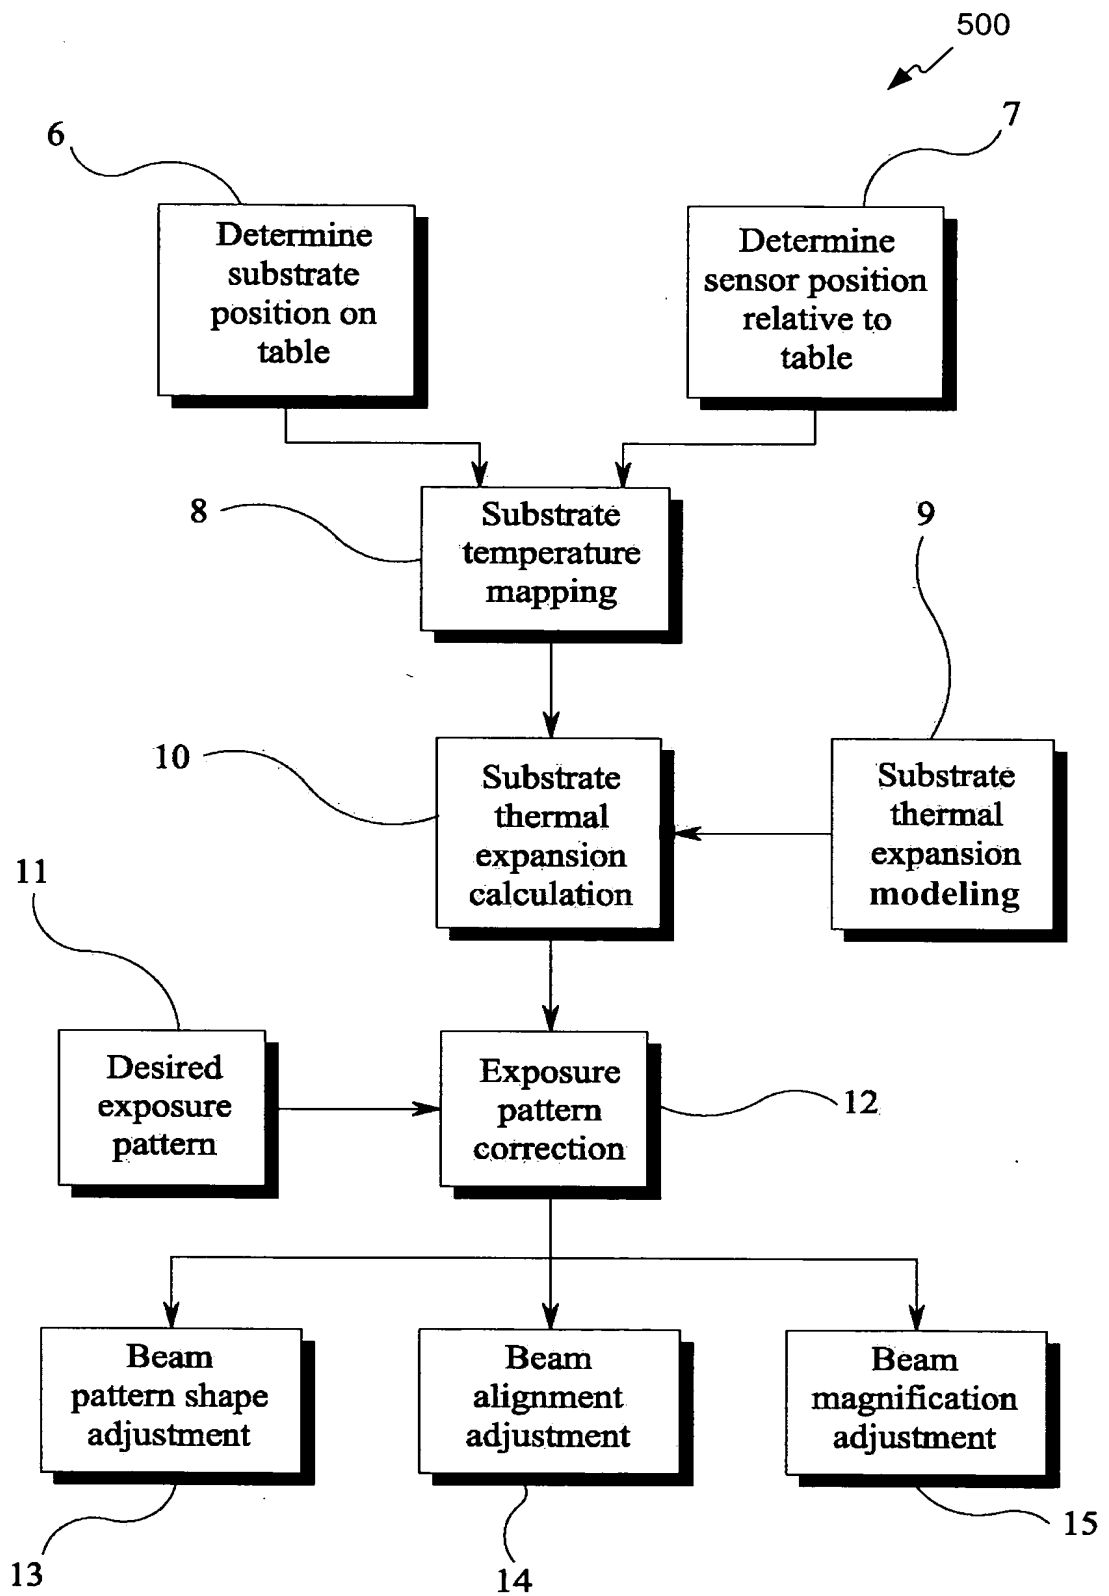 500
6
7
Determine
substrate
position on
table
Determine
sensor position
relative to
table
8
Substrate
temperature
mapping
9
10
Substrate
thermal
expansion
calculation
Substrate
thermal
expansion
modeling
11
Desired
exposure
pattern
Exposure
pattern
correction
12
Beam
pattern shape
adjustment
Beam
alignment
adjustment
Beam
magnification
adjustment
13
14
15